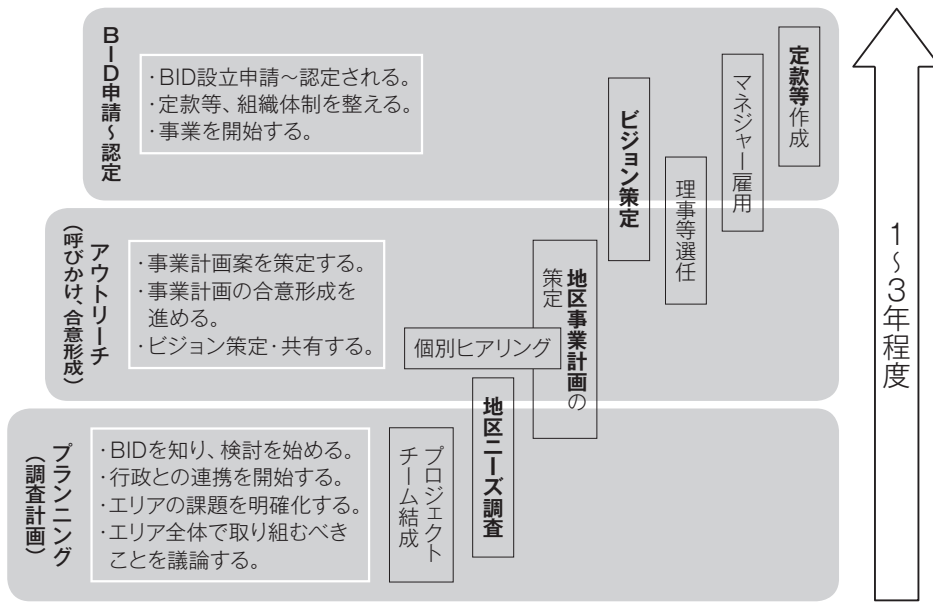 BID申請～認定
・BID設立申請～認定される。
・定款等、組織体制を整える。
・事業を開始する。
ビジョン策定
理事等選任
マネジャー雇用
定款等作成
アウトリーチ
（呼びかけ、合意形成）
・事業計画案を策定する。
・事業計画の合意形成を
進める。
・ビジョン策定・共有する。
個別ヒアリング
地区事業計画の
策定
プランニング
（調査計画）
・BIDを知り、検討を始める。
・行政との連携を開始する。
・エリアの課題を明確化する。
・エリア全体で取り組むべき
ことを議論する。
プロジェクト
チーム結成
地区ニーズ調査
1～3年程度